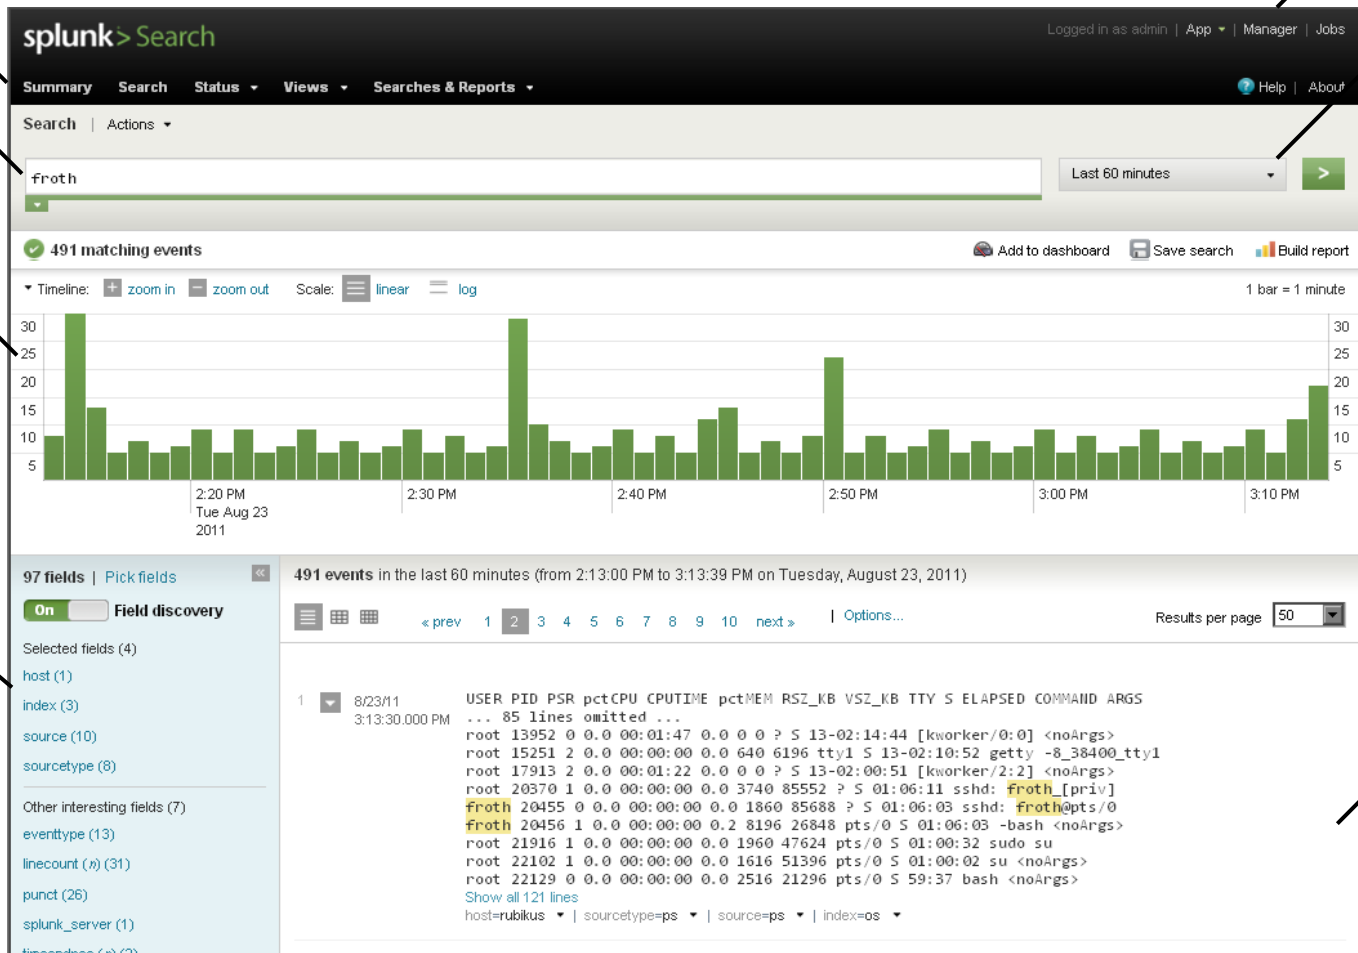 splunk> Search
Logged in as admin | App | Manager | Jobs
Summary Search Status Views Searches & Reports
Help | About
Search | Actions
froth
Last 60 minutes
>
491 matching events
Add to dashboard Save search Build report
Timeline: zoom in zoom out Scale: linear log
1 bar = 1 minute
30 30
25 25
20 20
15 15
10 10
5 5
2:20 PM 2:30 PM 2:40 PM 2:50 PM 3:00 PM 3:10 PM
Tue Aug 23
2011
97 fields | Pick fields «
On Field discovery
Selected fields (4)
host (1)
index (3)
source (10)
sourcetype (8)
Other interesting fields (7)
eventtype (13)
linecount (n) (31)
punct (26)
splunk_server (1)
491 events in the last 60 minutes (from 2:13:00 PM to 3:13:39 PM on Tuesday, August 23, 2011)
« prev 1 2 3 4 5 6 7 8 9 10 next » | Options...
Results per page 50
1 8/23/11
3:13:30.000 PM
USER PID PSR pctCPU CPUTIME pctMEM RSZ_KB VSZ_KB TTY S ELAPSED COMMAND ARGS
... 85 lines omitted ...
root 13952 0 0.0 00:01:47 0.0 0 0 ? S 13-02:14:44 [kworker/0:0] <noArgs>
root 15251 2 0.0 00:00:00 0.0 640 6196 tty1 S 13-02:10:52 getty -8_38400_tty1
root 17913 2 0.0 00:01:22 0.0 0 0 ? S 13-02:00:51 [kworker/2:2] <noArgs>
root 20370 1 0.0 00:00:00 0.0 3740 85552 ? S 01:06:11 sshd: froth_[priv]
froth 20455 0 0.0 00:00:00 0.0 1860 85688 ? S 01:06:03 sshd: froth@pts/0
froth 20456 1 0.0 00:00:00 0.2 8196 26848 pts/0 S 01:06:03 -bash <noArgs>
root 21916 1 0.0 00:00:00 0.0 1960 47624 pts/0 S 01:00:32 sudo su
root 22102 1 0.0 00:00:00 0.0 1616 51396 pts/0 S 01:00:02 su <noArgs>
root 22129 0 0.0 00:00:00 0.0 2516 21296 pts/0 S 59:37 bash <noArgs>
Show all 121 lines
host=rubikus | sourcetype=ps | source=ps | index=os